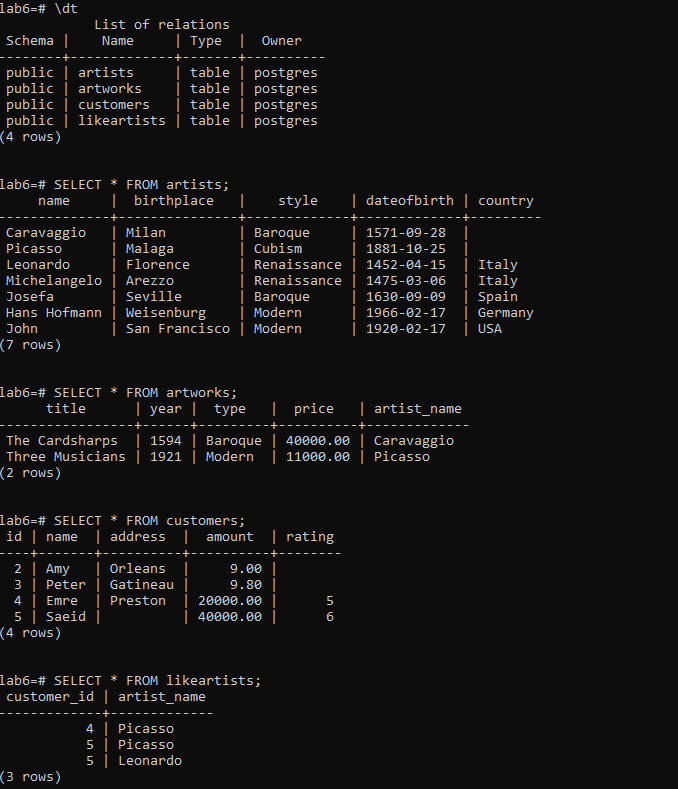 lab6=# \dt
            List of relations
 Schema |    Name     | Type  |  Owner
--------+-------------+-------+----------
 public | artists     | table | postgres
 public | artworks    | table | postgres
 public | customers   | table | postgres
 public | likeartists | table | postgres
(4 rows)
lab6=# SELECT * FROM artists;
    name      |  birthplace   |    style    | dateofbirth | country
--------------+---------------+-------------+-------------+---------
 Caravaggio   | Milan         | Baroque     | 1571-09-28  |
 Picasso      | Malaga        | Cubism      | 1881-10-25  |
 Leonardo     | Florence      | Renaissance | 1452-04-15  | Italy
 Michelangelo | Arezzo        | Renaissance | 1475-03-06  | Italy
 Josefa       | Seville       | Baroque     | 1630-09-09  | Spain
 Hans Hofmann | Weisenburg    | Modern      | 1966-02-17  | Germany
 John         | San Francisco | Modern      | 1920-02-17  | USA
(7 rows)
lab6=# SELECT * FROM artworks;
     title       | year |  type   |  price   | artist_name
-----------------+------+---------+----------+-------------
 The Cardsharps  | 1594 | Baroque | 40000.00 | Caravaggio
 Three Musicians | 1921 | Modern  | 11000.00 | Picasso
(2 rows)
lab6=# SELECT * FROM customers;
 id | name  | address  |  amount  | rating
----+-------+----------+----------+--------
  2 | Amy   | Orleans  |     9.00 |
  3 | Peter | Gatineau |     9.80 |
  4 | Emre  | Preston  | 20000.00 |      5
  5 | Saeid |          | 40000.00 |      6
(4 rows)
lab6=# SELECT * FROM likeartists;
 customer_id | artist_name
-------------+-------------
           4 | Picasso
           5 | Picasso
           5 | Leonardo
(3 rows)